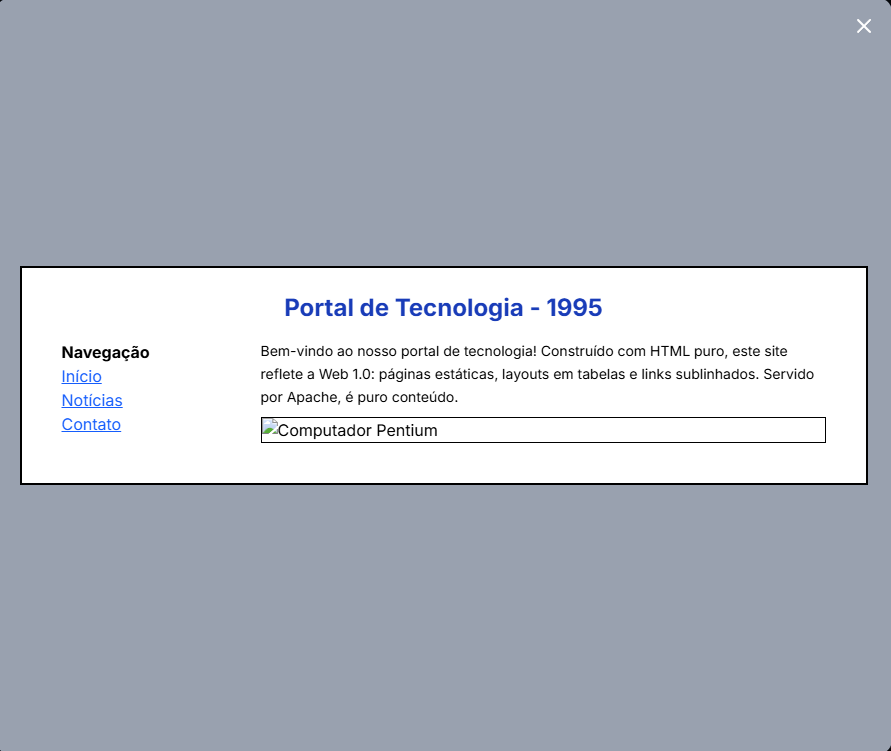 Portal de Tecnologia - 1995
Navegação
Início
Notícias
Contato
Bem-vindo ao nosso portal de tecnologia! Construído com HTML puro, este site
reflete a Web 1.0: páginas estáticas, layouts em tabelas e links sublinhados. Servido
por Apache, é puro conteúdo.
Computador Pentium